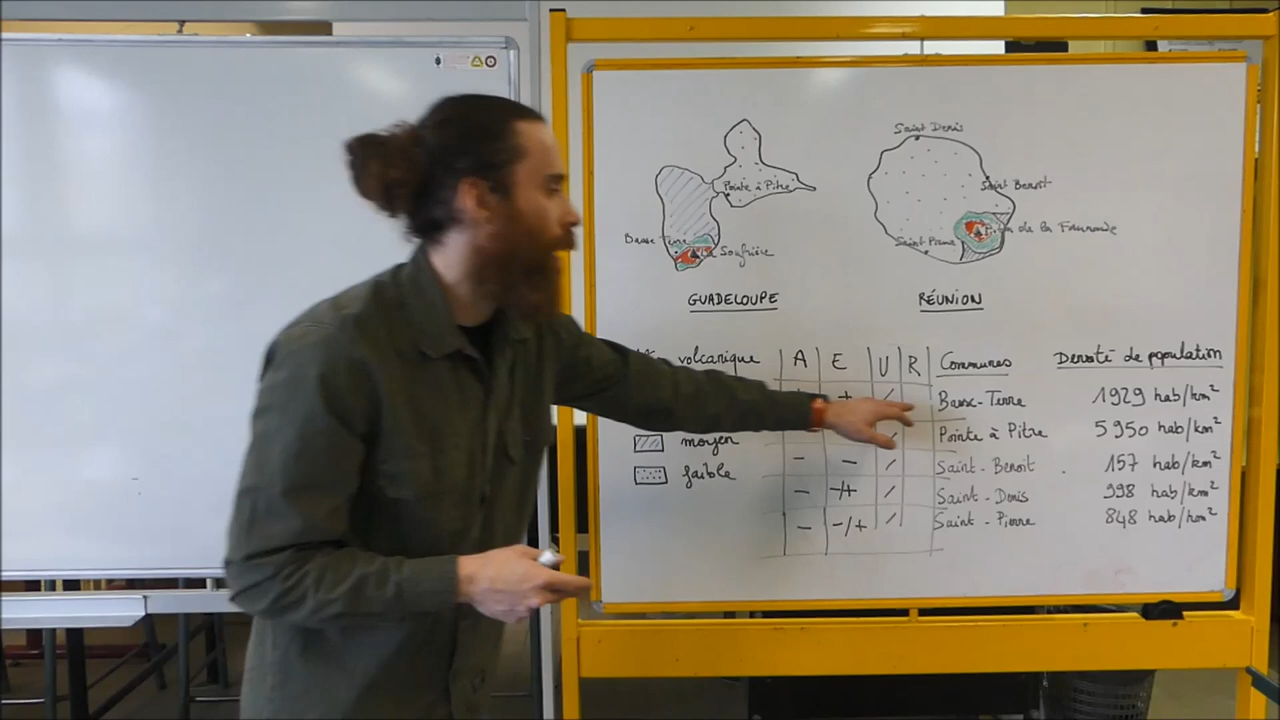 Saint Denis
Saint Benoit
Pointe à Pitre
Basse Terre
Soufrière
Saint Pierre
de la Fournaise
GUADELOUPE
RÉUNION
volcanique A E U R Communes Densité de population
+ / Basse-Terre 1929 hab/km²
moyen Pointe à Pitre 5950 hab/km²
faible - - / Saint-Benoit 157 hab/km²
- -/+ / Saint-Denis 998 hab/km²
- -/+ / Saint-Pierre 848 hab/km²